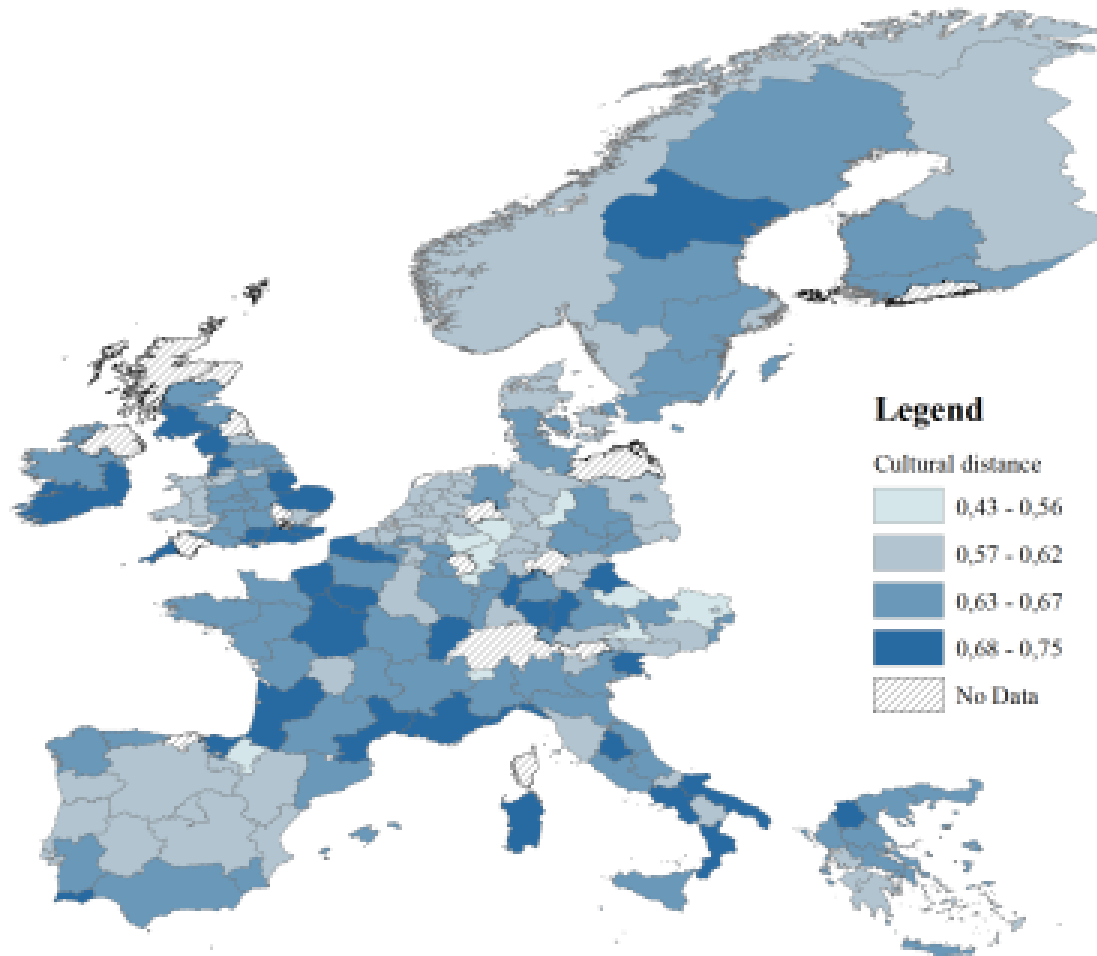 Legend
Cultural distance
0,43 - 0,56
0,57 - 0,62
0,63 - 0,67
0,68 - 0,75
No Data